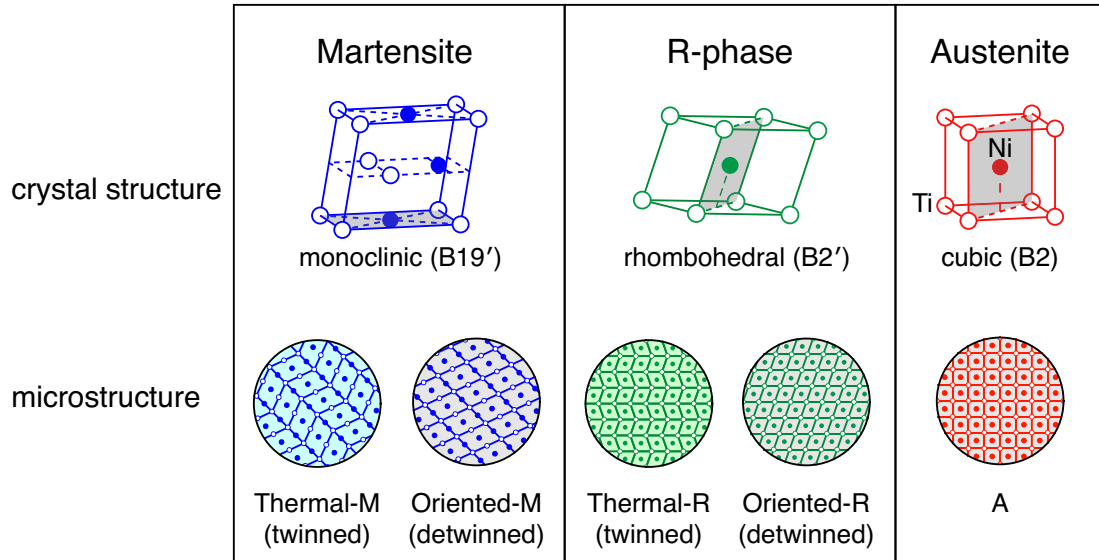 Martensite
R-phase
Austenite
crystal structure
Ni
Ti
monoclinic (B19′)
rhombohedral (B2′)
cubic (B2)
microstructure
Thermal-M
(twinned)
Oriented-M
(detwinned)
Thermal-R
(twinned)
Oriented-R
(detwinned)
A